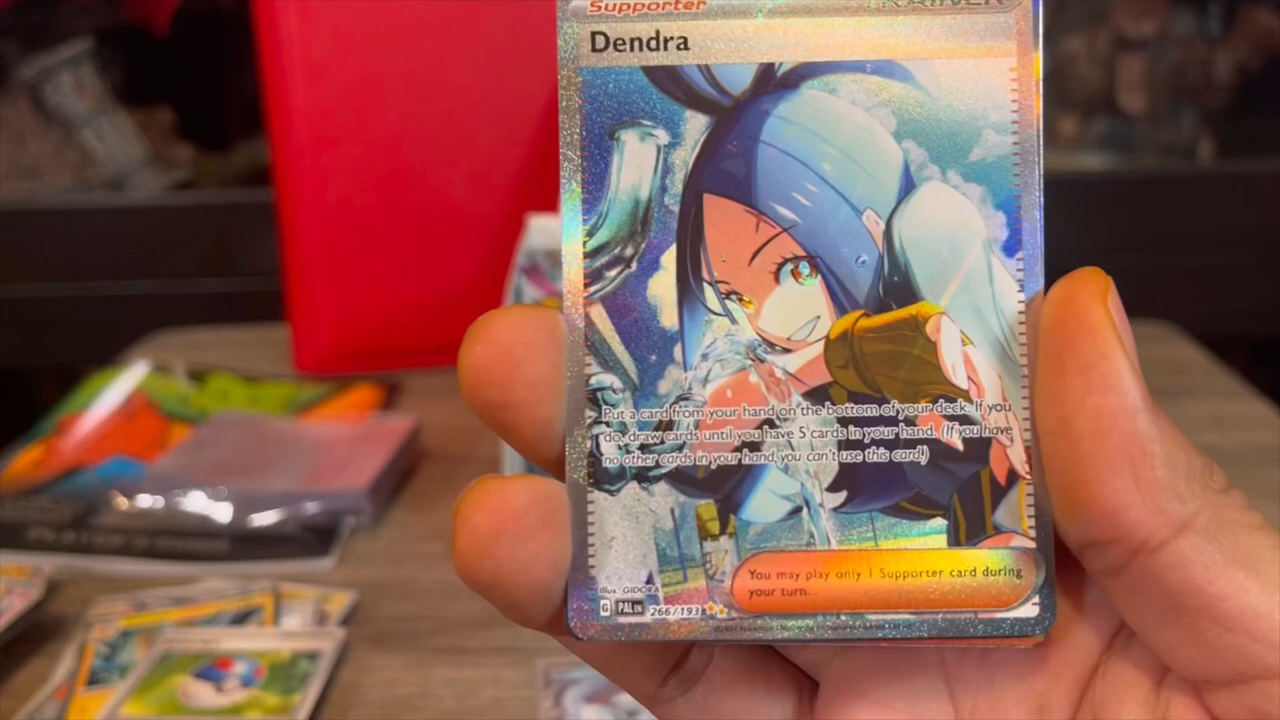 Supporter
TRAINER
Dendra
Put a card from your hand on the bottom of your deck. If you
do, draw cards until you have 5 cards in your hand. (If you have
no other cards in your hand, you can't use this card.)
You may play only 1 Supporter card during
your turn.
Illus. GIDORA
G PAL EN 266/193